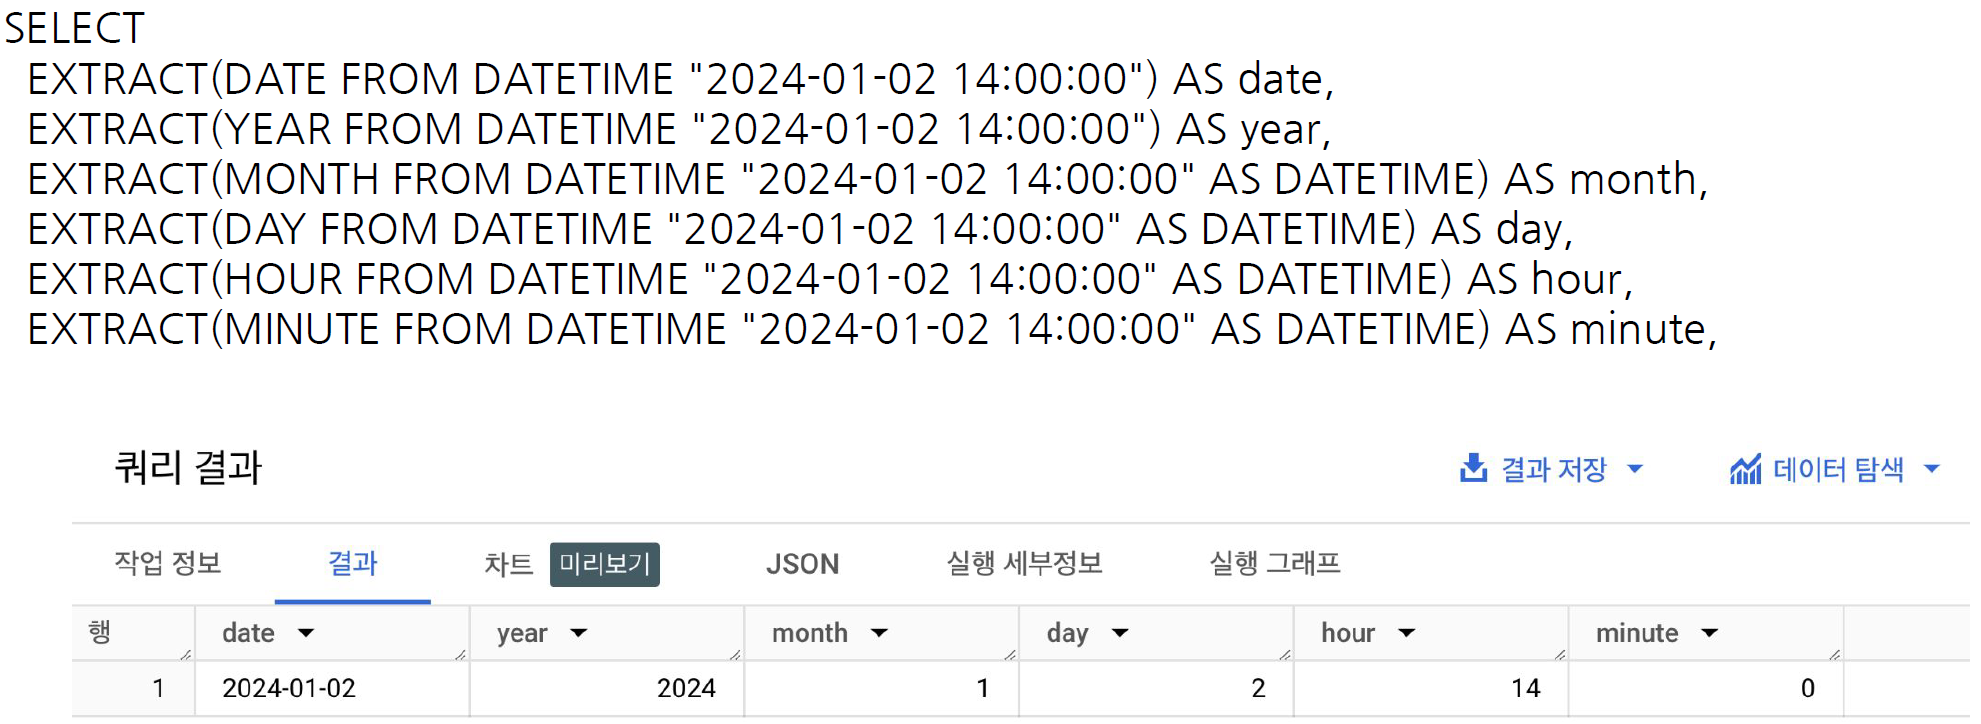 SELECT
EXTRACT(DATE FROM DATETIME "2024-01-02 14:00:00") AS date,
EXTRACT(YEAR FROM DATETIME "2024-01-02 14:00:00") AS year,
EXTRACT(MONTH FROM DATETIME "2024-01-02 14:00:00" AS DATETIME) AS month,
EXTRACT(DAY FROM DATETIME "2024-01-02 14:00:00" AS DATETIME) AS day,
EXTRACT(HOUR FROM DATETIME "2024-01-02 14:00:00" AS DATETIME) AS hour,
EXTRACT(MINUTE FROM DATETIME "2024-01-02 14:00:00" AS DATETIME) AS minute,
쿼리 결과 결과 저장 데이터 탐색
작업 정보 결과 차트 미리보기 JSON 실행 세부정보 실행 그래프
행 date year month day hour minute
1 2024-01-02 2024 1 2 14 0